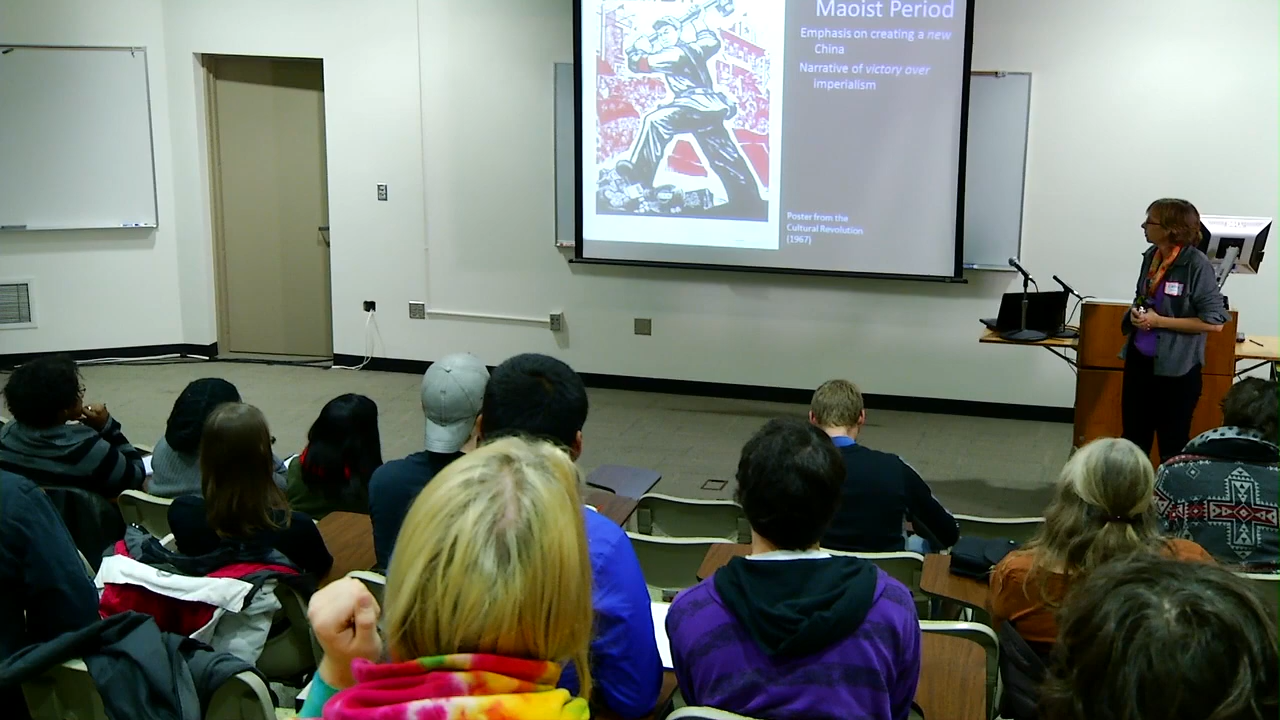 Maoist Period
Emphasis on creating a new
China
Narrative of victory over
imperialism
Poster from the
Cultural Revolution
(1967)